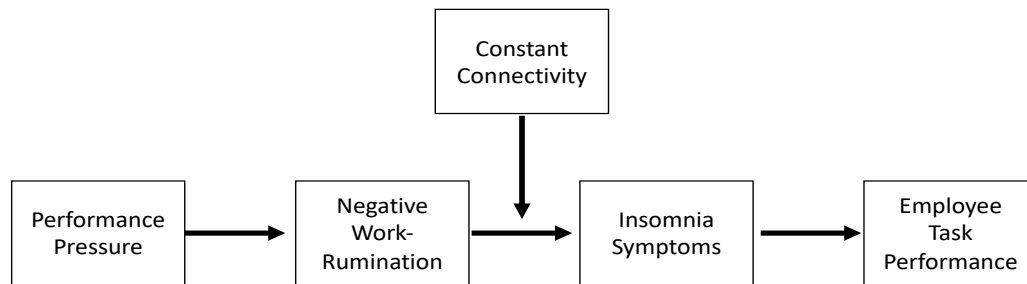 Constant
Connectivity
Performance
Pressure
Negative
Work-
Rumination
Insomnia
Symptoms
Employee
Task
Performance